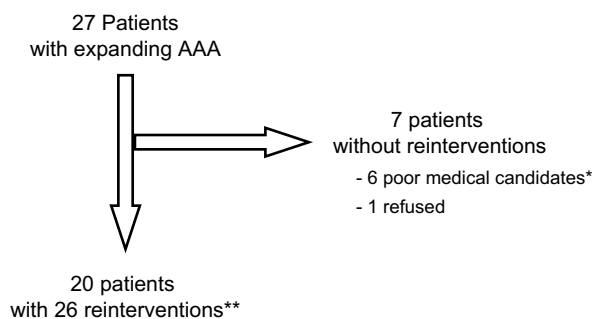 27 Patients
with expanding AAA
7 patients
without reinterventions
- 6 poor medical candidates*
- 1 refused
20 patients
with 26 reinterventions**